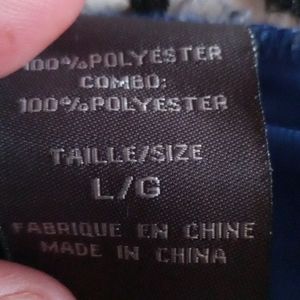 100%POLYESTER
COMBO:
100%POLYESTER
TAILLE/SIZE
L/G
FABRIQUE EN CHINE
MADE IN CHINA